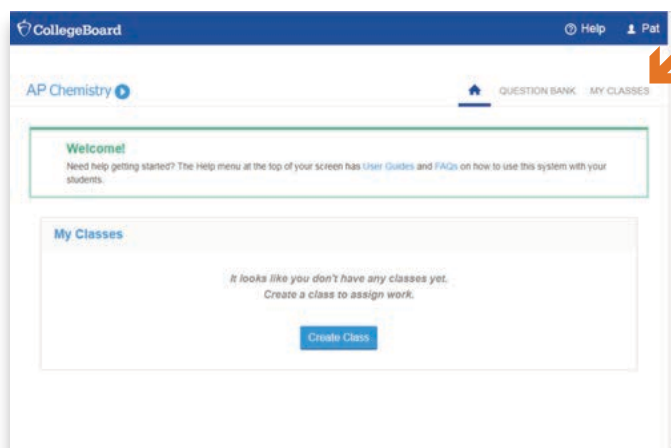 CollegeBoard
Help Pat
AP Chemistry
QUESTION BANK MY CLASSES
Welcome!
Need help getting started? The Help menu at the top of your screen has User Guides and FAQs on how to use this system with your
students.
My Classes
It looks like you don't have any classes yet.
Create a class to assign work.
Create Class